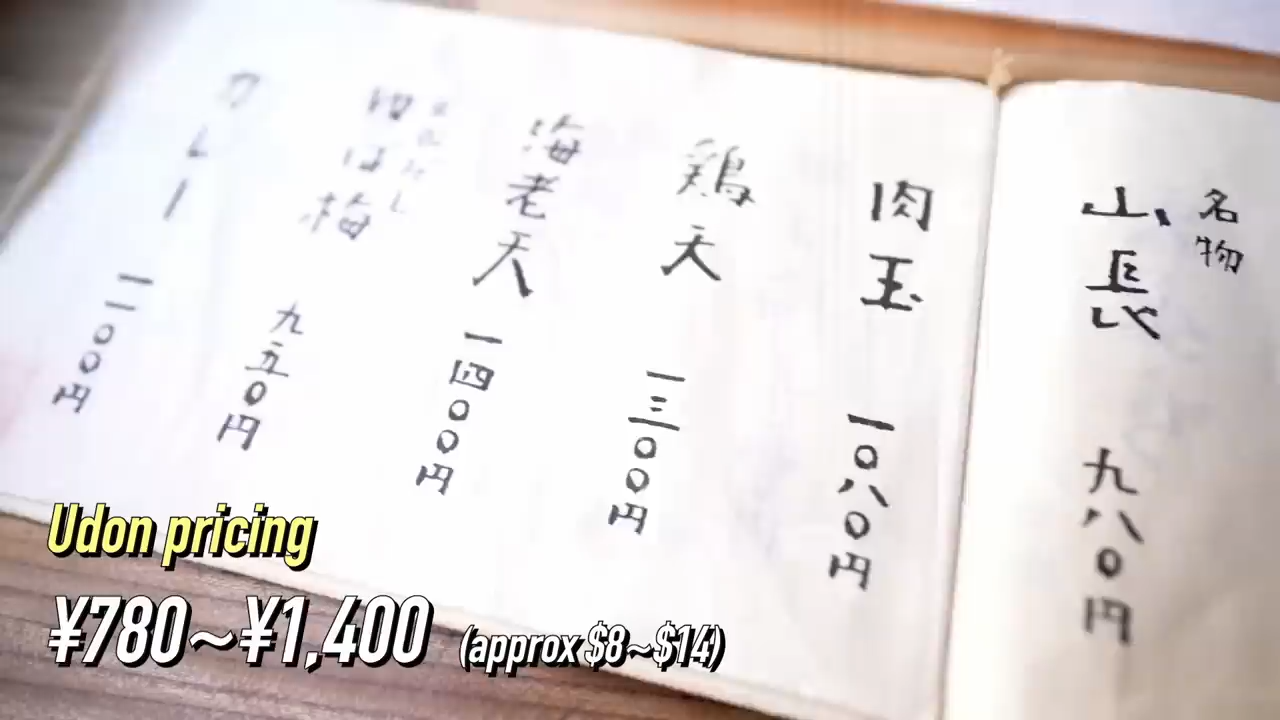 名物
山長 九八〇円
肉玉 一〇八〇円
鶏天 一三〇〇円
海老天 一四〇〇円
梅 九五〇円
カレー 一一〇〇円
Udon pricing
¥780~¥1,400 (approx $8~$14)